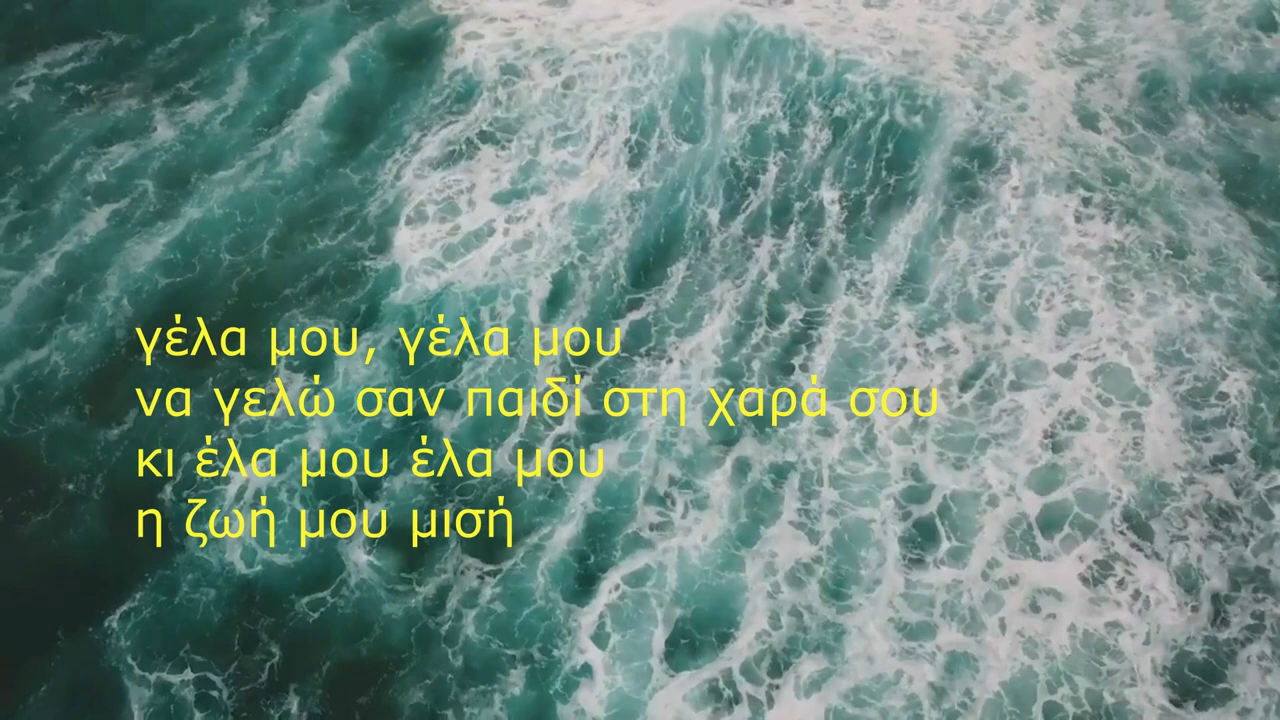 γέλα μου, γέλα μου
να γελώ σαν παιδί στη χαρά σου
κι έλα μου έλα μου
η ζωή μου μισή